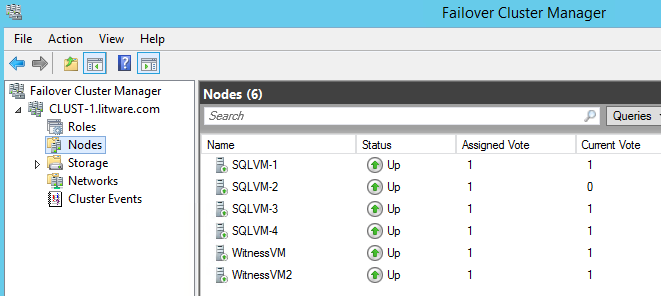 Failover Cluster Manager
File Action View Help
Failover Cluster Manager
CLUST-1.litware.com
Roles
Nodes
Storage
Networks
Cluster Events
Nodes (6)
Search Queries
Name Status Assigned Vote Current Vote
SQLVM-1 Up 1 1
SQLVM-2 Up 1 0
SQLVM-3 Up 1 1
SQLVM-4 Up 1 1
WitnessVM Up 1 1
WitnessVM2 Up 1 1